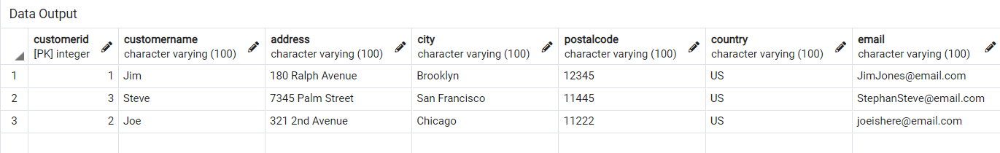 Data Output
customerid customername address city postalcode country email
[PK] integer character varying (100) character varying (100) character varying (100) character varying (100) character varying (100) character varying (100)
1 1 Jim 180 Ralph Avenue Brooklyn 12345 US JimJones@email.com
2 3 Steve 7345 Palm Street San Francisco 11445 US StephanSteve@email.com
3 2 Joe 321 2nd Avenue Chicago 11222 US joeishere@email.com